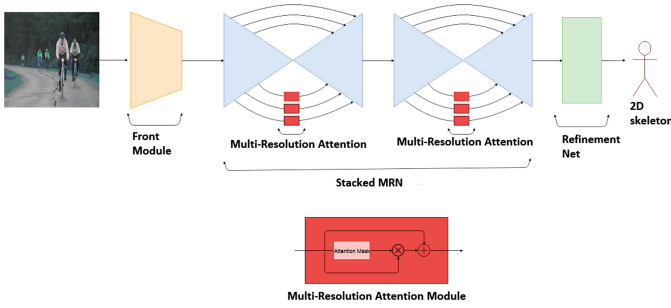 2D
skeleton
Front
Module
Multi-Resolution Attention
Multi-Resolution Attention
Refinement
Net
Stacked MRN
Attention Mask
Multi-Resolution Attention Module